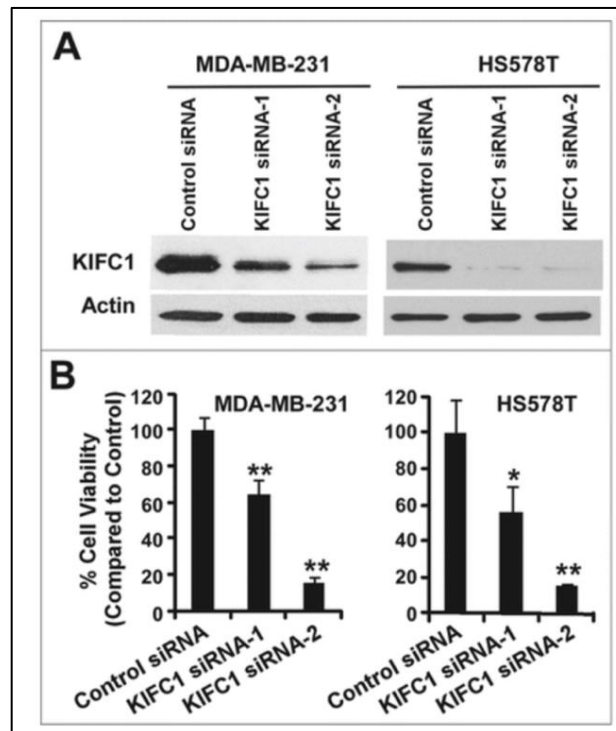 A
MDA-MB-231 HS578T
Control siRNA
KIFC1 siRNA-1
KIFC1 siRNA-2
Control siRNA
KIFC1 siRNA-1
KIFC1 siRNA-2
KIFC1
Actin
B
% Cell Viability
(Compared to Control)
120
100
80
60
40
20
0
MDA-MB-231
**
**
Control siRNA
KIFC1 siRNA-1
KIFC1 siRNA-2
120
100
80
60
40
20
0
HS578T
*
**
Control siRNA
KIFC1 siRNA-1
KIFC1 siRNA-2